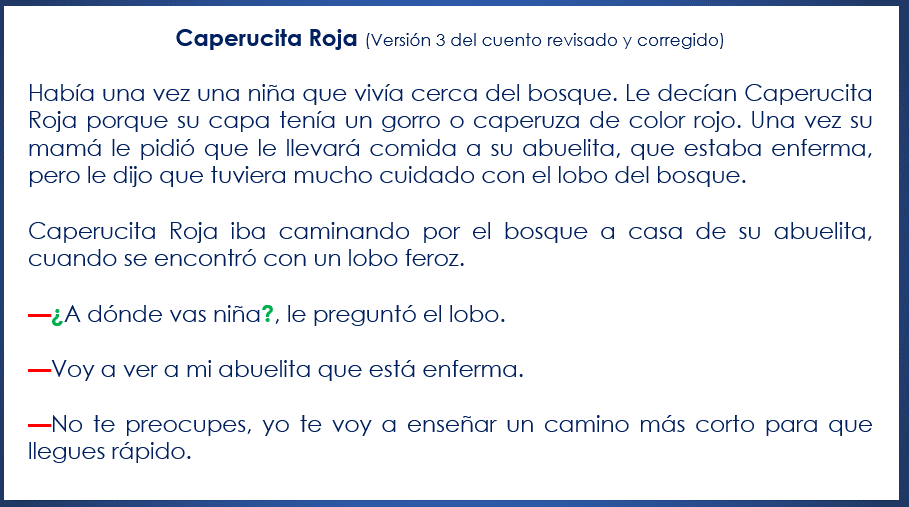 Caperucita Roja (Versión 3 del cuento revisado y corregido)
Había una vez una niña que vivía cerca del bosque. Le decían Caperucita
Roja porque su capa tenía un gorro o caperuza de color rojo. Una vez su
mamá le pidió que le llevará comida a su abuelita, que estaba enferma,
pero le dijo que tuviera mucho cuidado con el lobo del bosque.
Caperucita Roja iba caminando por el bosque a casa de su abuelita,
cuando se encontró con un lobo feroz.
—¿A dónde vas niña?, le preguntó el lobo.
—Voy a ver a mi abuelita que está enferma.
—No te preocupes, yo te voy a enseñar un camino más corto para que
llegues rápido.